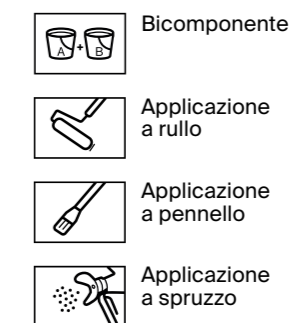 A + B
Bicomponente
Applicazione
a rullo
Applicazione
a pennello
Applicazione
a spruzzo